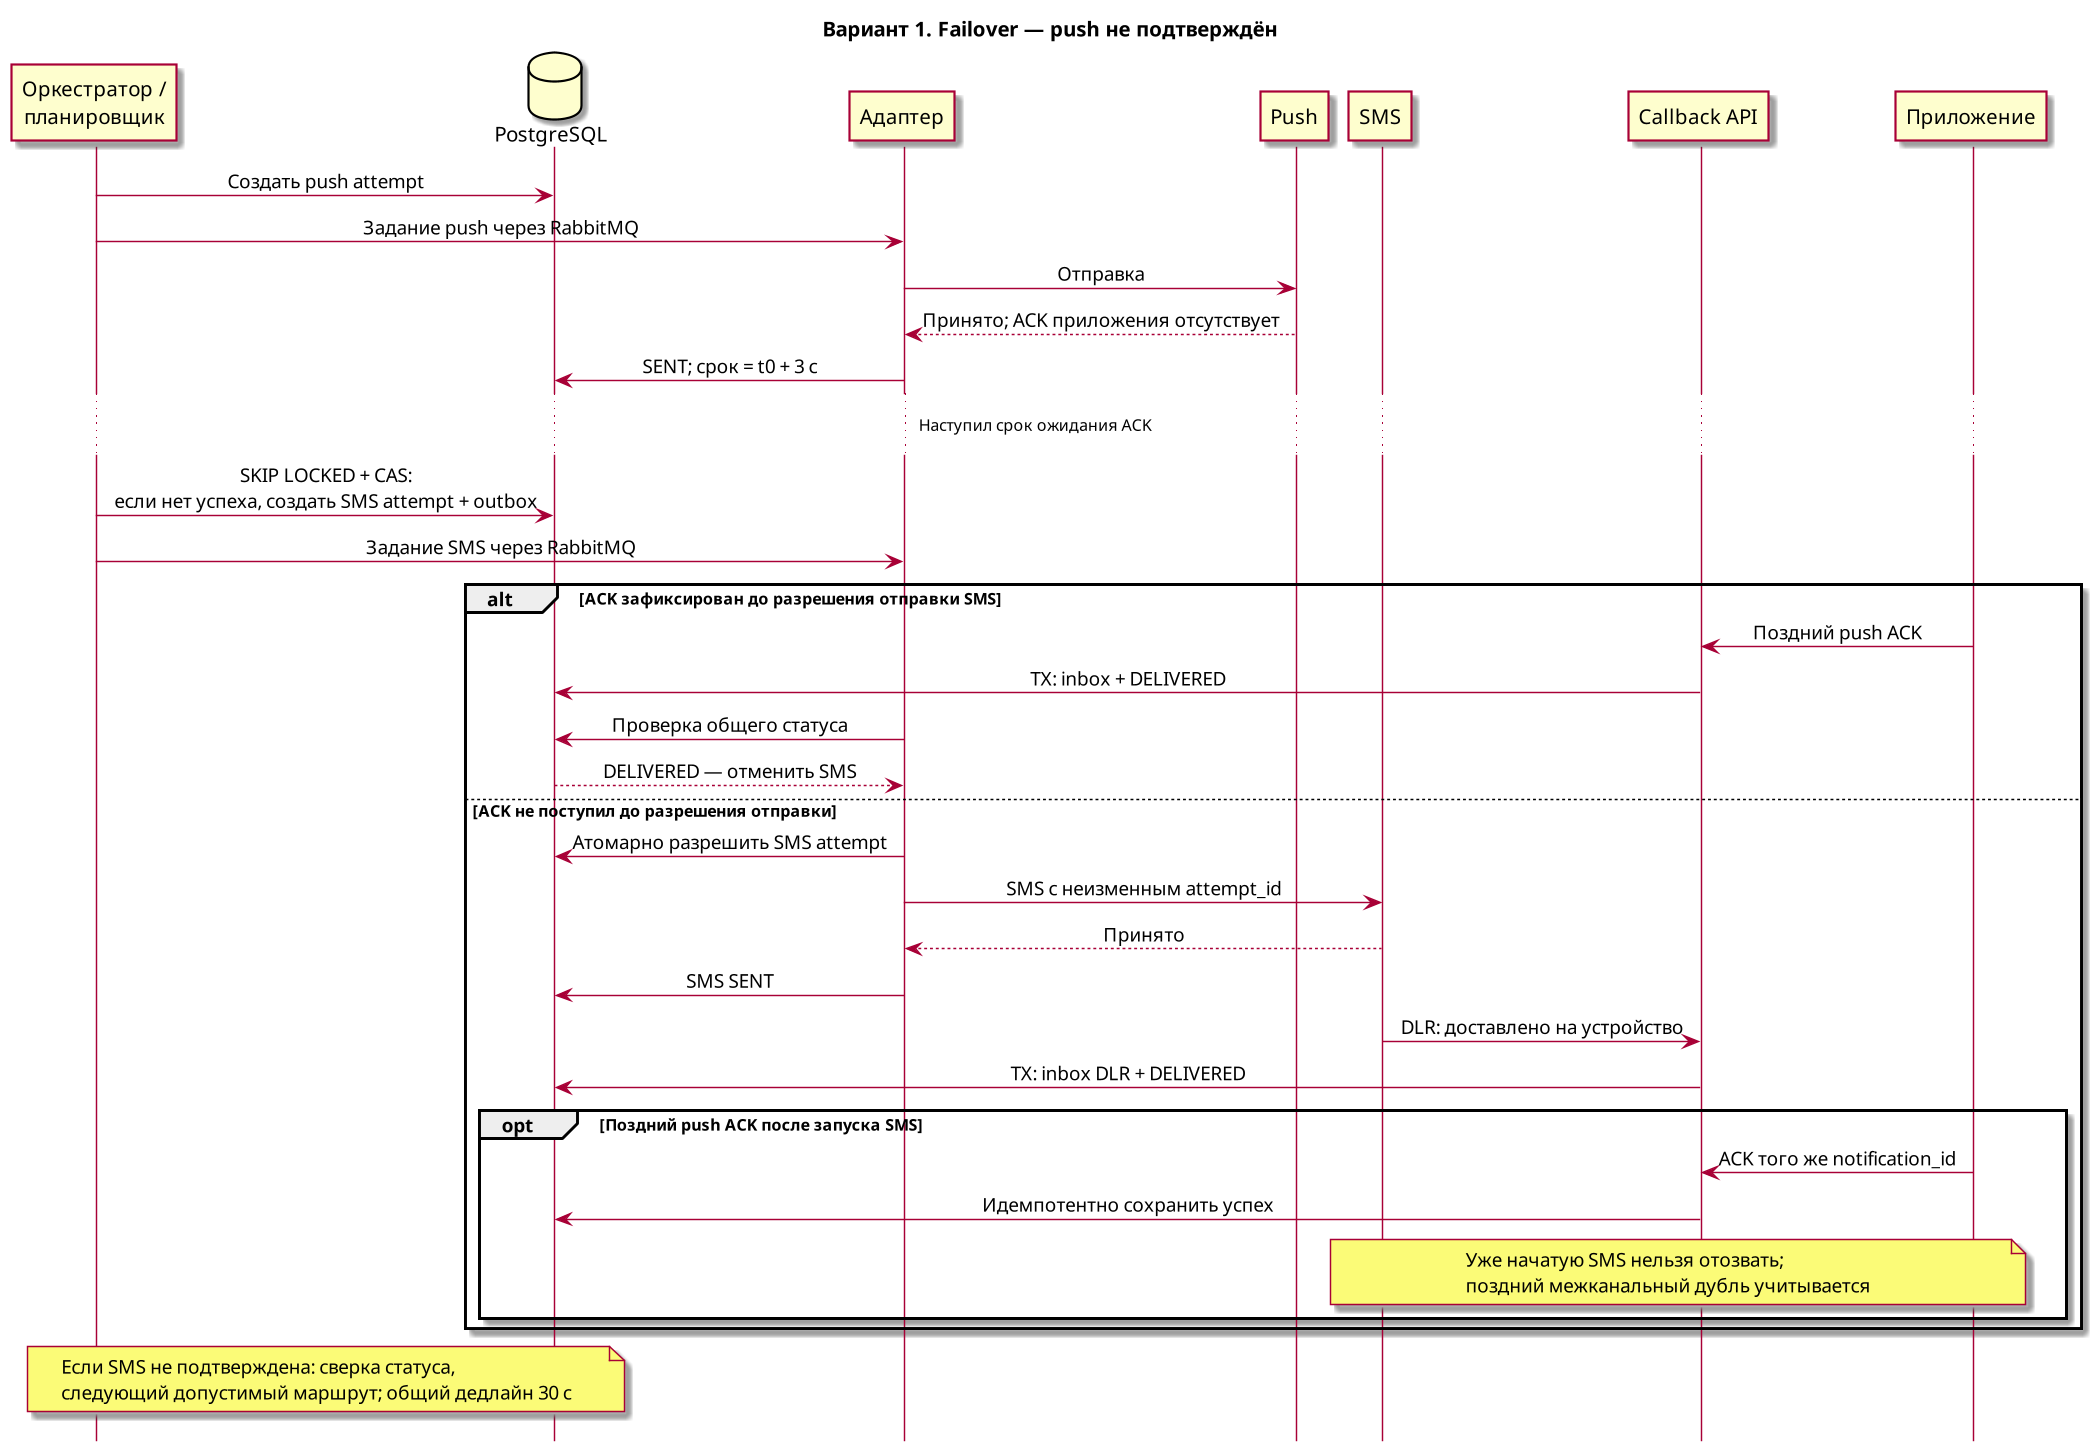 Вариант 1. Failover — push не подтверждён
Оркестратор /
планировщик
PostgreSQL
Адаптер
Push
SMS
Callback API
Приложение
Создать push attempt
Задание push через RabbitMQ
Отправка
Принято; ACK приложения отсутствует
SENT; срок = t0 + 3 с
Наступил срок ожидания ACK
SKIP LOCKED + CAS:
если нет успеха, создать SMS attempt + outbox
Задание SMS через RabbitMQ
alt [ACK зафиксирован до разрешения отправки SMS]
Поздний push ACK
TX: inbox + DELIVERED
Проверка общего статуса
DELIVERED — отменить SMS
[ACK не поступил до разрешения отправки]
Атомарно разрешить SMS attempt
SMS с неизменным attempt_id
Принято
SMS SENT
DLR: доставлено на устройство
TX: inbox DLR + DELIVERED
opt [Поздний push ACK после запуска SMS]
ACK того же notification_id
Идемпотентно сохранить успех
Уже начатую SMS нельзя отозвать;
поздний межканальный дубль учитывается
Если SMS не подтверждена: сверка статуса,
следующий допустимый маршрут; общий дедлайн 30 с